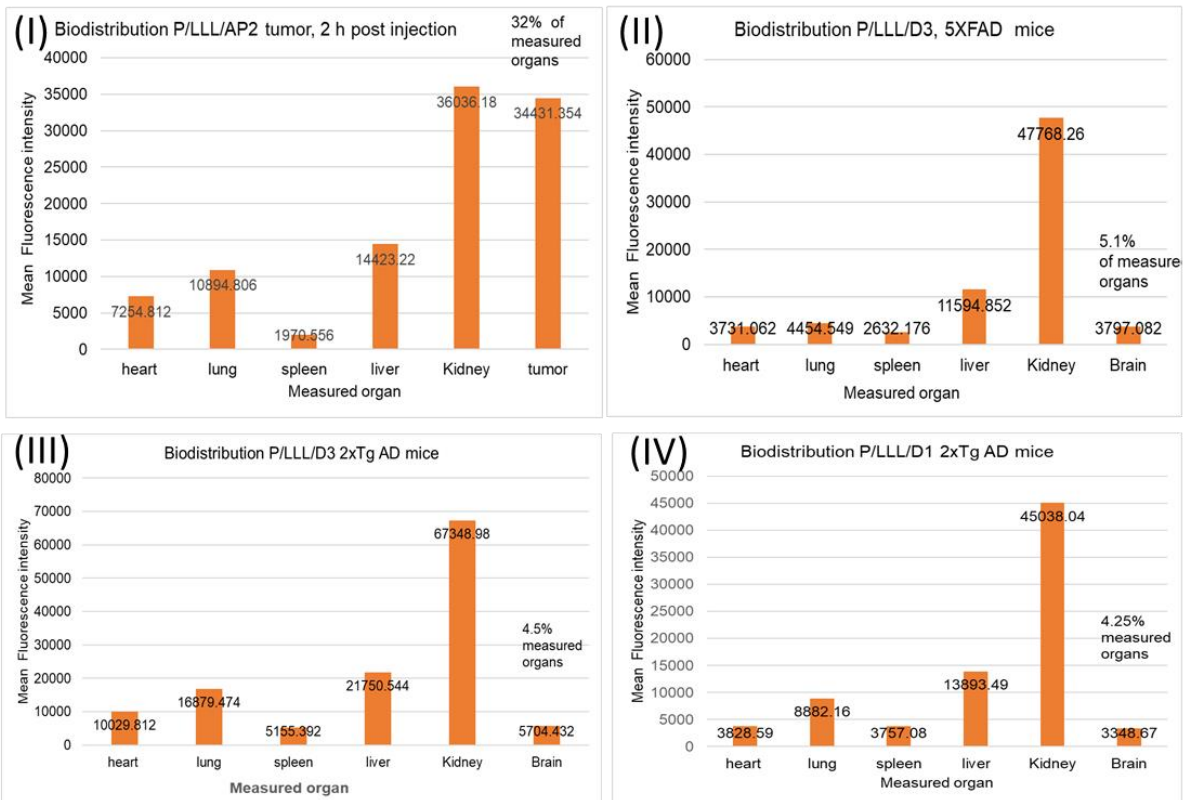 (I) Biodistribution P/LLL/AP2 tumor, 2 h post injection
32% of
measured
organs
Mean Fluorescence intensity
40000
35000
30000
25000
20000
15000
10000
5000
0
7254.812
10894.806
1970.556
14423.22
36036.18
34431.354
heart lung spleen liver Kidney tumor
Measured organ
(II) Biodistribution P/LLL/D3, 5XFAD mice
Mean Fluorescence intensity
60000
50000
40000
30000
20000
10000
0
3731.062
4454.549
2632.176
11594.852
47768.26
3797.082
5.1%
of measure
organs
heart lung spleen liver Kidney Brain
Measured organ
(III) Biodistribution P/LLL/D3 2xTg AD mice
Mean Fluorescence intensity
80000
70000
60000
50000
40000
30000
20000
10000
0
10029.812
16879.474
5155.392
21750.544
67348.98
5704.432
4.5%
measured
organs
heart lung spleen liver Kidney Brain
Measured organ
(IV) Biodistribution P/LLL/D1 2xTg AD mice
Mean Fluorescence intensity
50000
45000
40000
35000
30000
25000
20000
15000
10000
5000
0
3828.59
8882.16
3757.08
13893.49
45038.04
3348.67
4.25%
measured
organs
heart lung spleen liver Kidney Brain
Measured organ